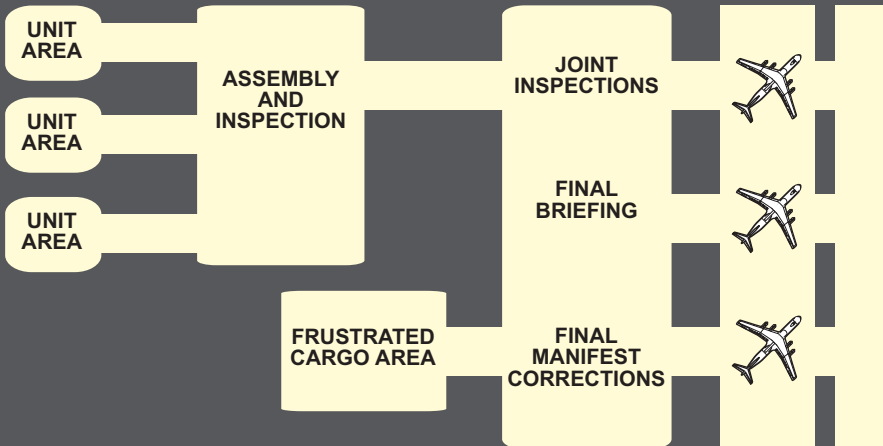 UNIT
AREA
UNIT
AREA
UNIT
AREA
ASSEMBLY
AND
INSPECTION
FRUSTRATED
CARGO AREA
JOINT
INSPECTIONS
FINAL
BRIEFING
FINAL
MANIFEST
CORRECTIONS